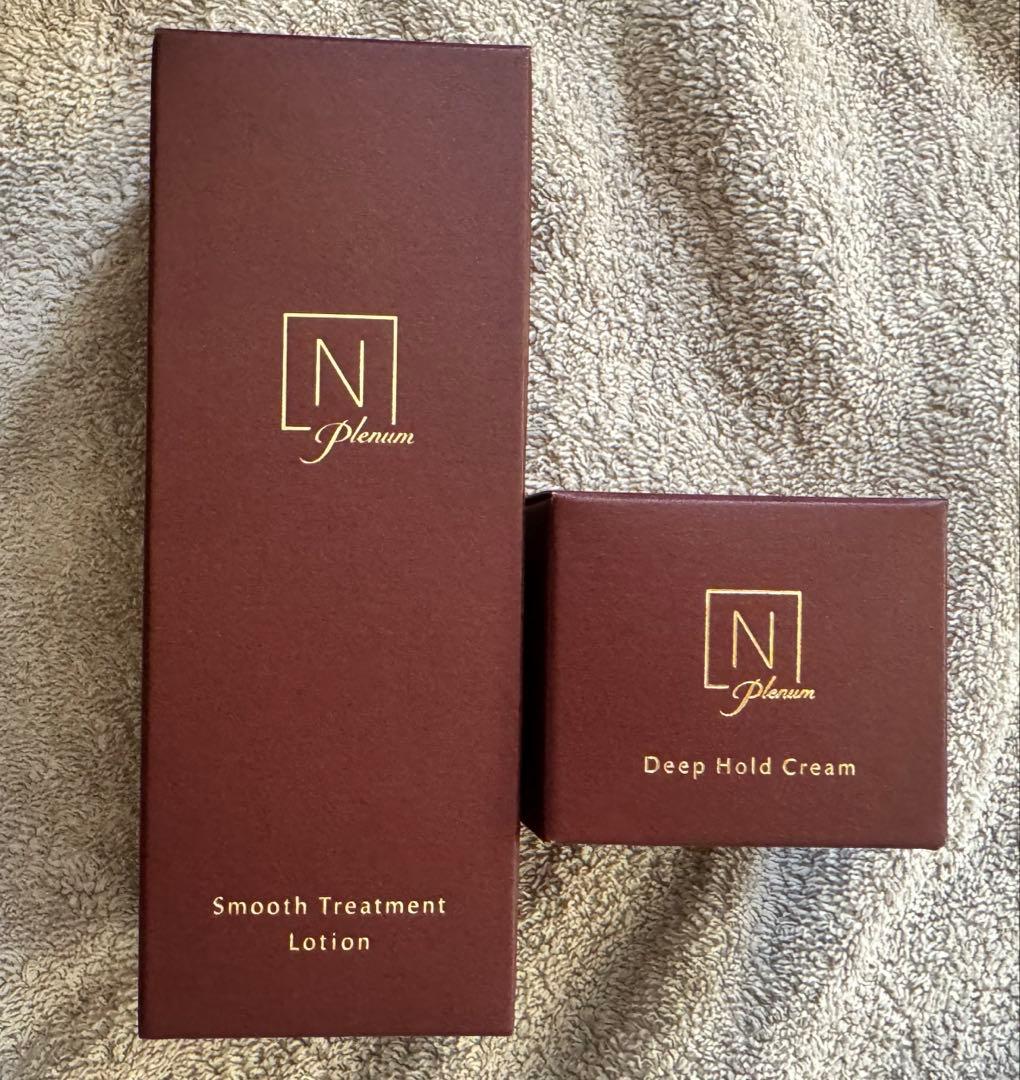 N
Plenum
Smooth Treatment
Lotion
N
Plenum
Deep Hold Cream